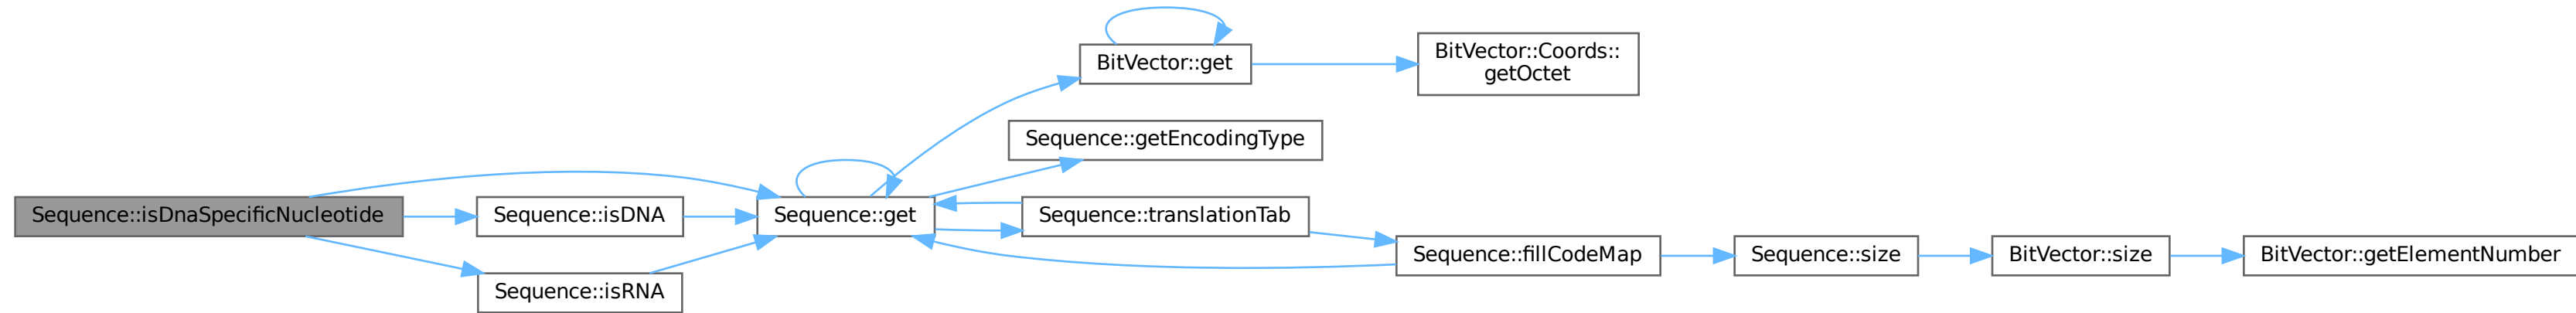 BitVector::get
BitVector::Coords::
getOctet
Sequence::getEncodingType
Sequence::isDnaSpecificNucleotide
Sequence::isDNA
Sequence::get
Sequence::translationTab
Sequence::fillCodeMap
Sequence::size
BitVector::size
BitVector::getElementNumber
Sequence::isRNA